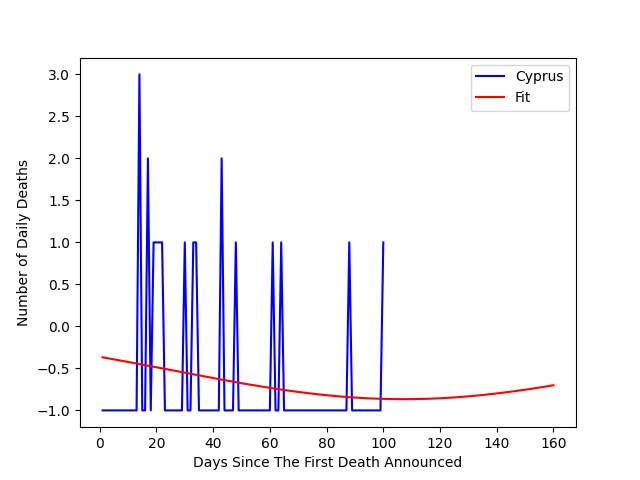 Cyprus
Fit
3.0
2.5
2.0
1.5
1.0
0.5
0.0
−0.5
−1.0
Number of Daily Deaths
0 20 40 60 80 100 120 140 160
Days Since The First Death Announced